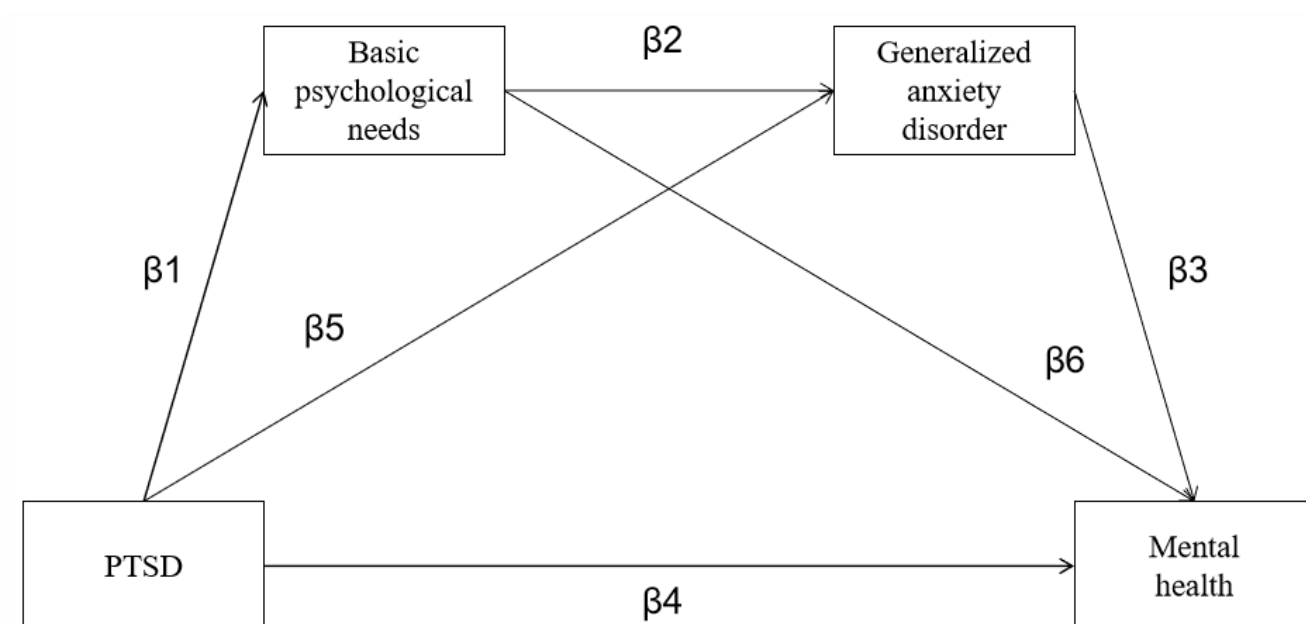 Basic
psychological
needs
β2
Generalized
anxiety
disorder
β1
β3
β5
β6
PTSD
β4
Mental
health